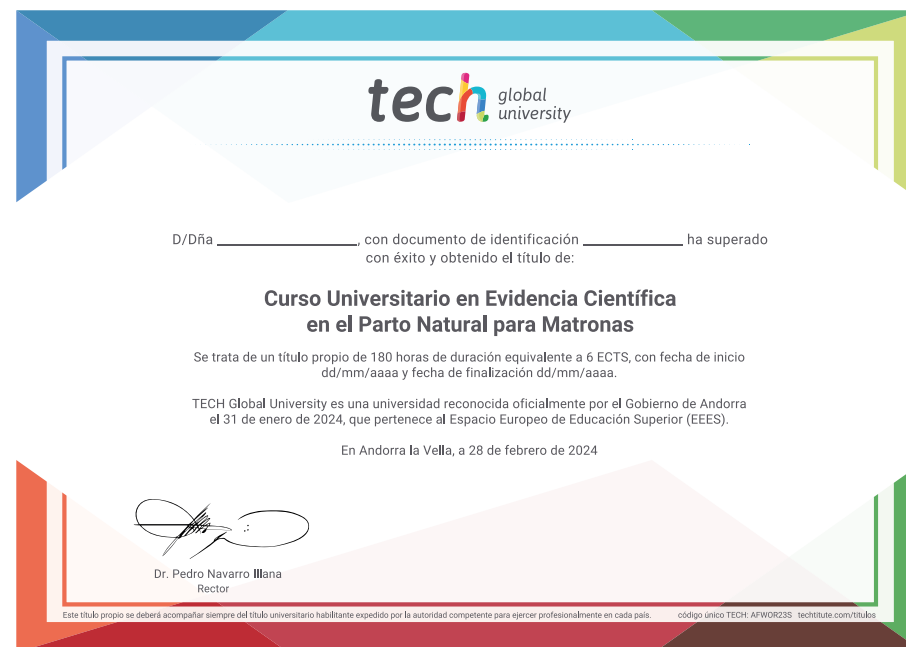 tech global university
D/Dña ____________, con documento de identificación ____________ ha superado
con éxito y obtenido el título de:
Curso Universitario en Evidencia Científica
en el Parto Natural para Matronas
Se trata de un título propio de 180 horas de duración equivalente a 6 ECTS, con fecha de inicio
dd/mm/aaaa y fecha de finalización dd/mm/aaaa.
TECH Global University es una universidad reconocida oficialmente por el Gobierno de Andorra
el 31 de enero de 2024, que pertenece al Espacio Europeo de Educación Superior (EEES).
En Andorra la Vella, a 28 de febrero de 2024
Dr. Pedro Navarro Illana
Rector
Este título propio se deberá acompañar siempre del título universitario habilitante expedido por la autoridad competente para ejercer profesionalmente en cada país. código único TECH: AFWOR23S techtitute.com/titulos